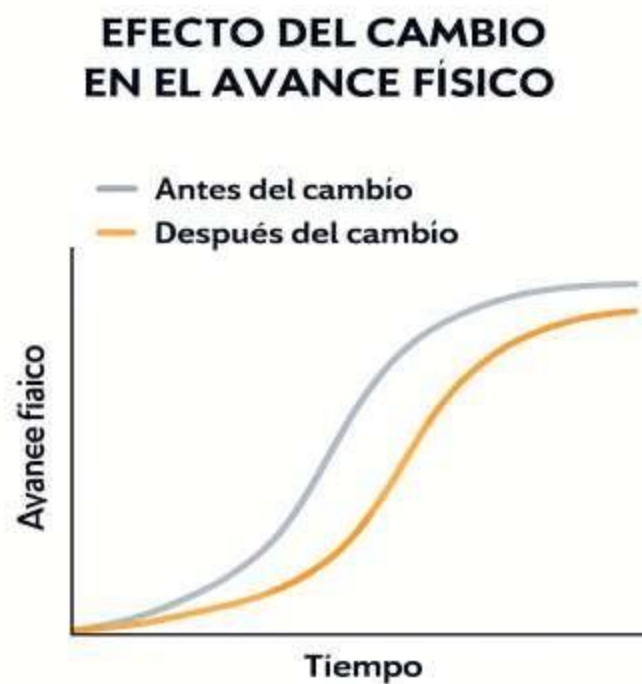 EFECTO DEL CAMBIO
EN EL AVANCE FÍSICO
Antes del cambio
Después del cambio
Avance fiaico
Tiempo